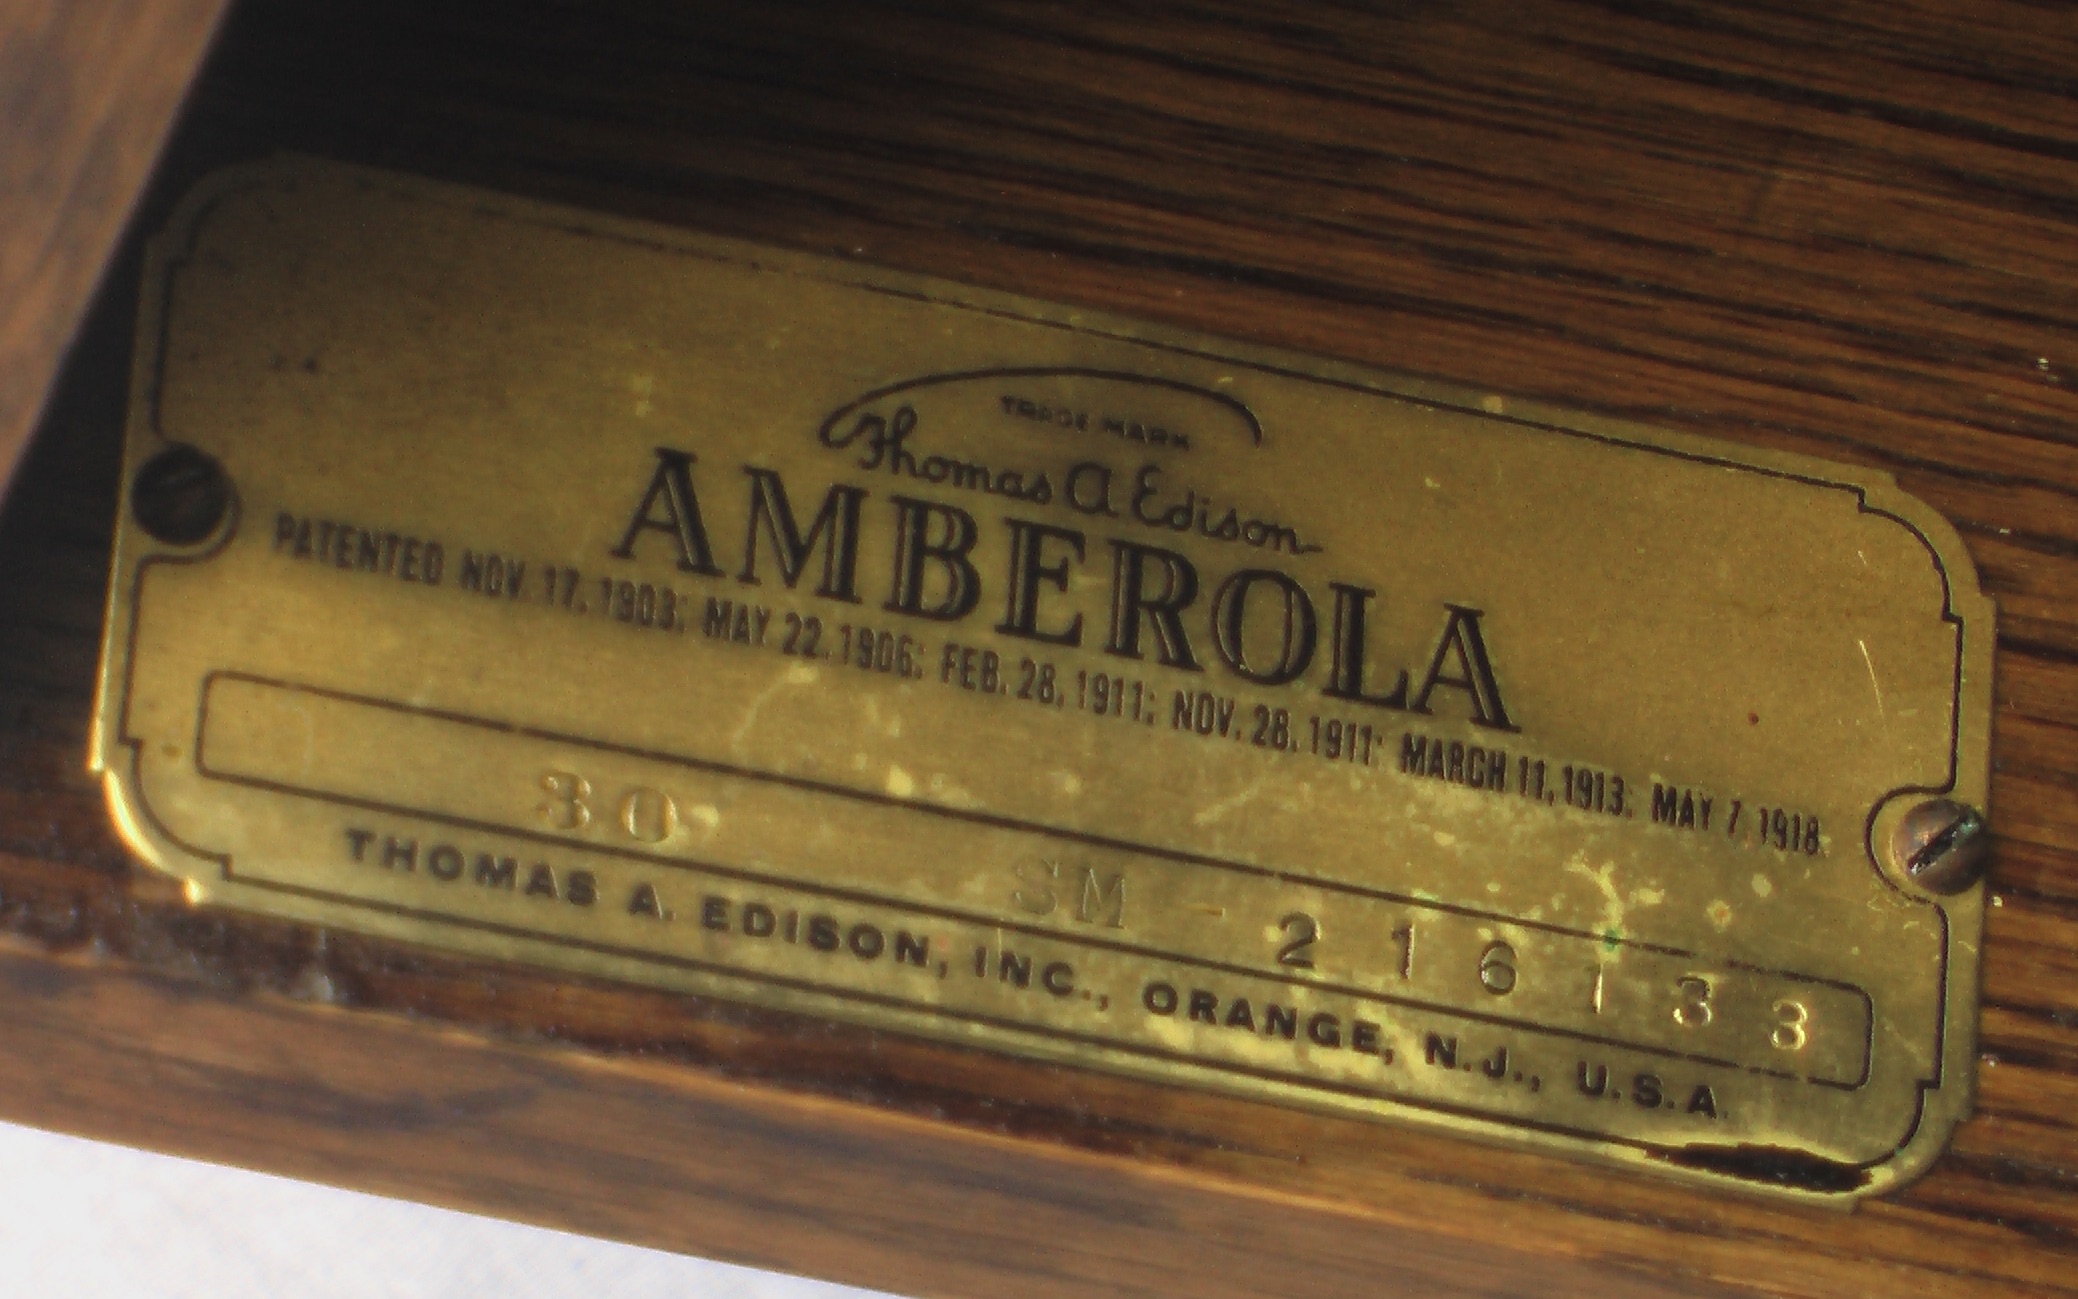 TRADE MARK
Thomas A Edison
AMBEROLA
PATENTED NOV. 17, 1903; MAY 22, 1906; FEB. 28, 1911; NOV. 28, 1911; MARCH 11, 1913; MAY 7, 1918.
30 SM - 216133
THOMAS A. EDISON, INC., ORANGE, N.J., U.S.A.